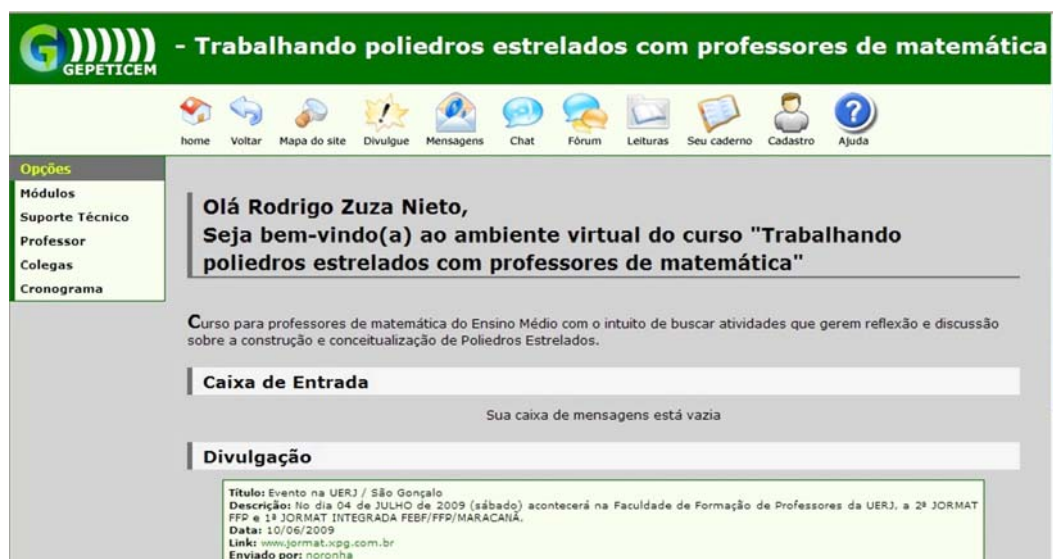 GEPETICEM
- Trabalhando poliedros estrelados com professores de matemática
home Voltar Mapa do site Divulgue Mensagens Chat Fórum Leituras Seu caderno Cadastro Ajuda
Opções
Módulos
Suporte Técnico
Professor
Colegas
Cronograma
Olá Rodrigo Zuza Nieto,
Seja bem-vindo(a) ao ambiente virtual do curso "Trabalhando
poliedros estrelados com professores de matemática"
Curso para professores de matemática do Ensino Médio com o intuito de buscar atividades que gerem reflexão e discussão
sobre a construção e conceitualização de Poliedros Estrelados.
Caixa de Entrada
Sua caixa de mensagens está vazia
Divulgação
Título: Evento na UERJ / São Gonçalo
Descrição: No dia 04 de JULHO de 2009 (sábado) acontecerá na Faculdade de Formação de Professores da UERJ, a 2ª JORMAT
FFP e 1ª JORMAT INTEGRADA FEBF/FFP/MARACANÃ.
Data: 10/06/2009
Link: www.jormat.xpg.com.br
Enviado por: noronha